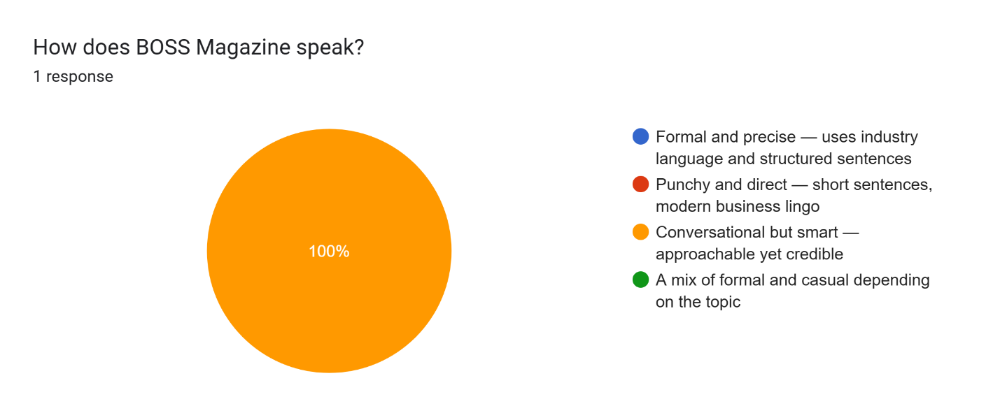 How does BOSS Magazine speak?
1 response
100%
Formal and precise — uses industry
language and structured sentences
Punchy and direct — short sentences,
modern business lingo
Conversational but smart —
approachable yet credible
A mix of formal and casual depending
on the topic